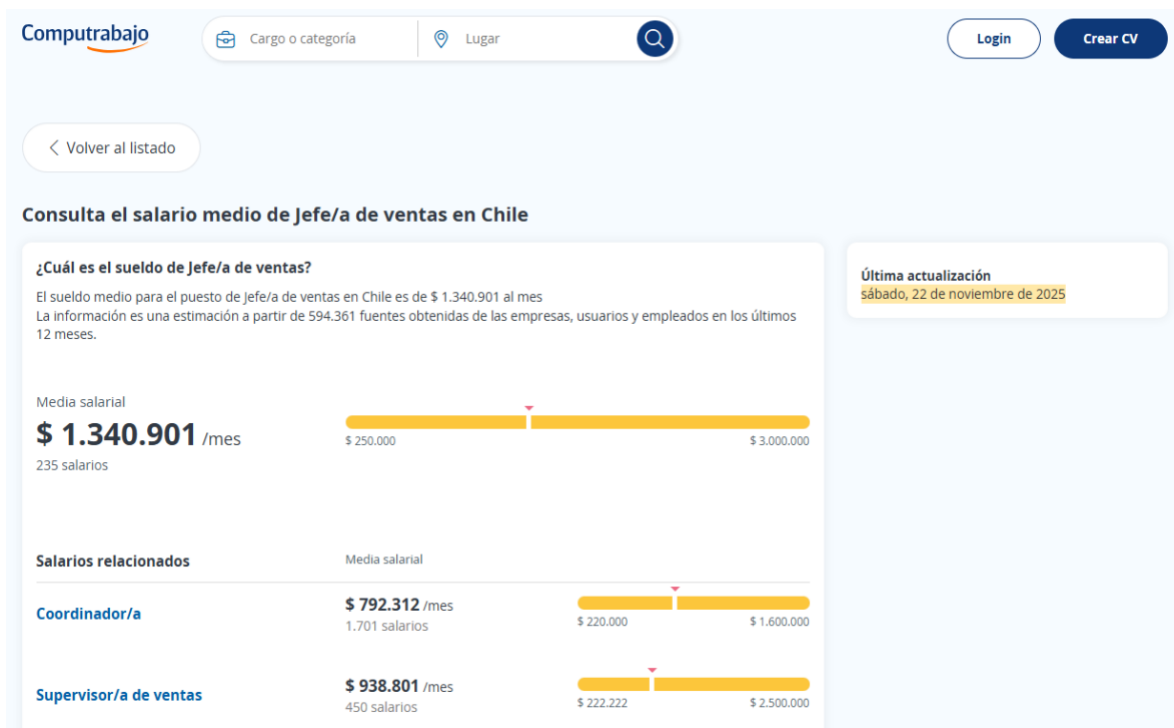 Computrabajo
Cargo o categoría
Lugar
Login
Crear CV
Volver al listado
Consulta el salario medio de Jefe/a de ventas en Chile
¿Cuál es el sueldo de Jefe/a de ventas?
El sueldo medio para el puesto de Jefe/a de ventas en Chile es de $ 1.340.901 al mes
La información es una estimación a partir de 594.361 fuentes obtenidas de las empresas, usuarios y empleados en los últimos
12 meses.
Última actualización
sábado, 22 de noviembre de 2025
Media salarial
$ 1.340.901 /mes
235 salarios
$ 250.000
$ 3.000.000
Salarios relacionados
Media salarial
Coordinador/a
$ 792.312 /mes
1.701 salarios
$ 220.000
$ 1.600.000
Supervisor/a de ventas
$ 938.801 /mes
450 salarios
$ 222.222
$ 2.500.000